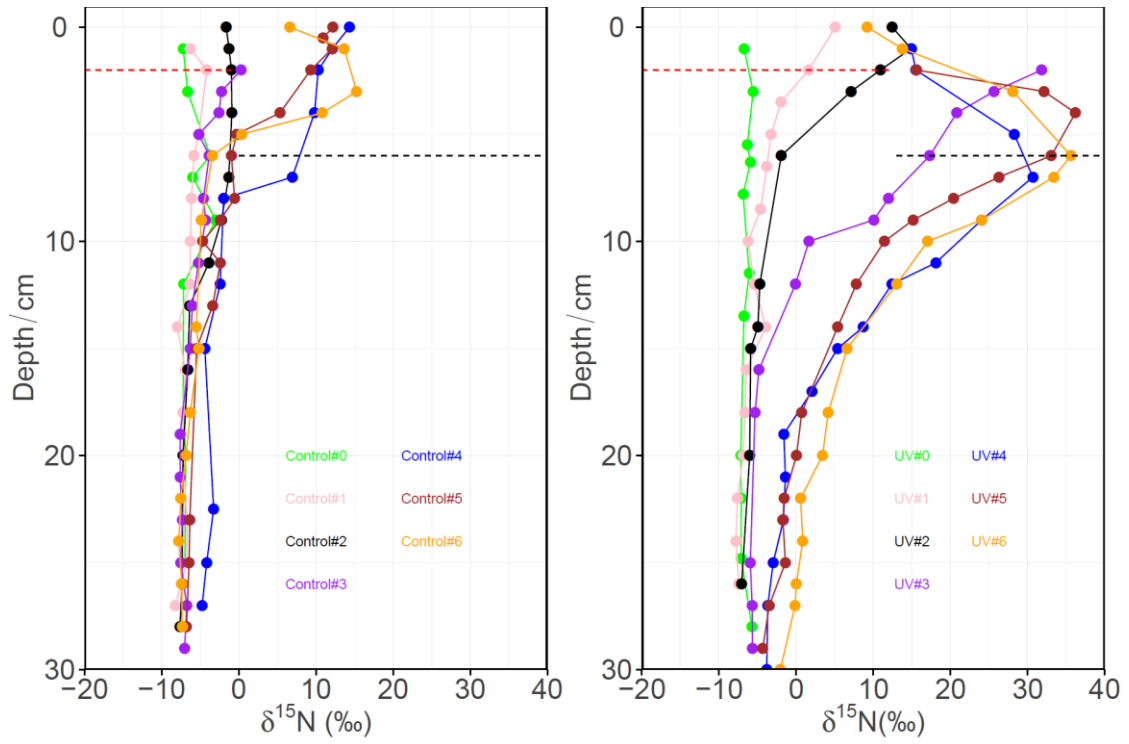 0
10
20
30
Depth/cm
−20 −10 0 10 20 30 40
δ¹⁵N (‰)
Control#0 Control#4
Control#1 Control#5
Control#2 Control#6
Control#3
0
10
20
30
Depth/cm
−20 −10 0 10 20 30 40
δ¹⁵N(‰)
UV#0 UV#4
UV#1 UV#5
UV#2 UV#6
UV#3